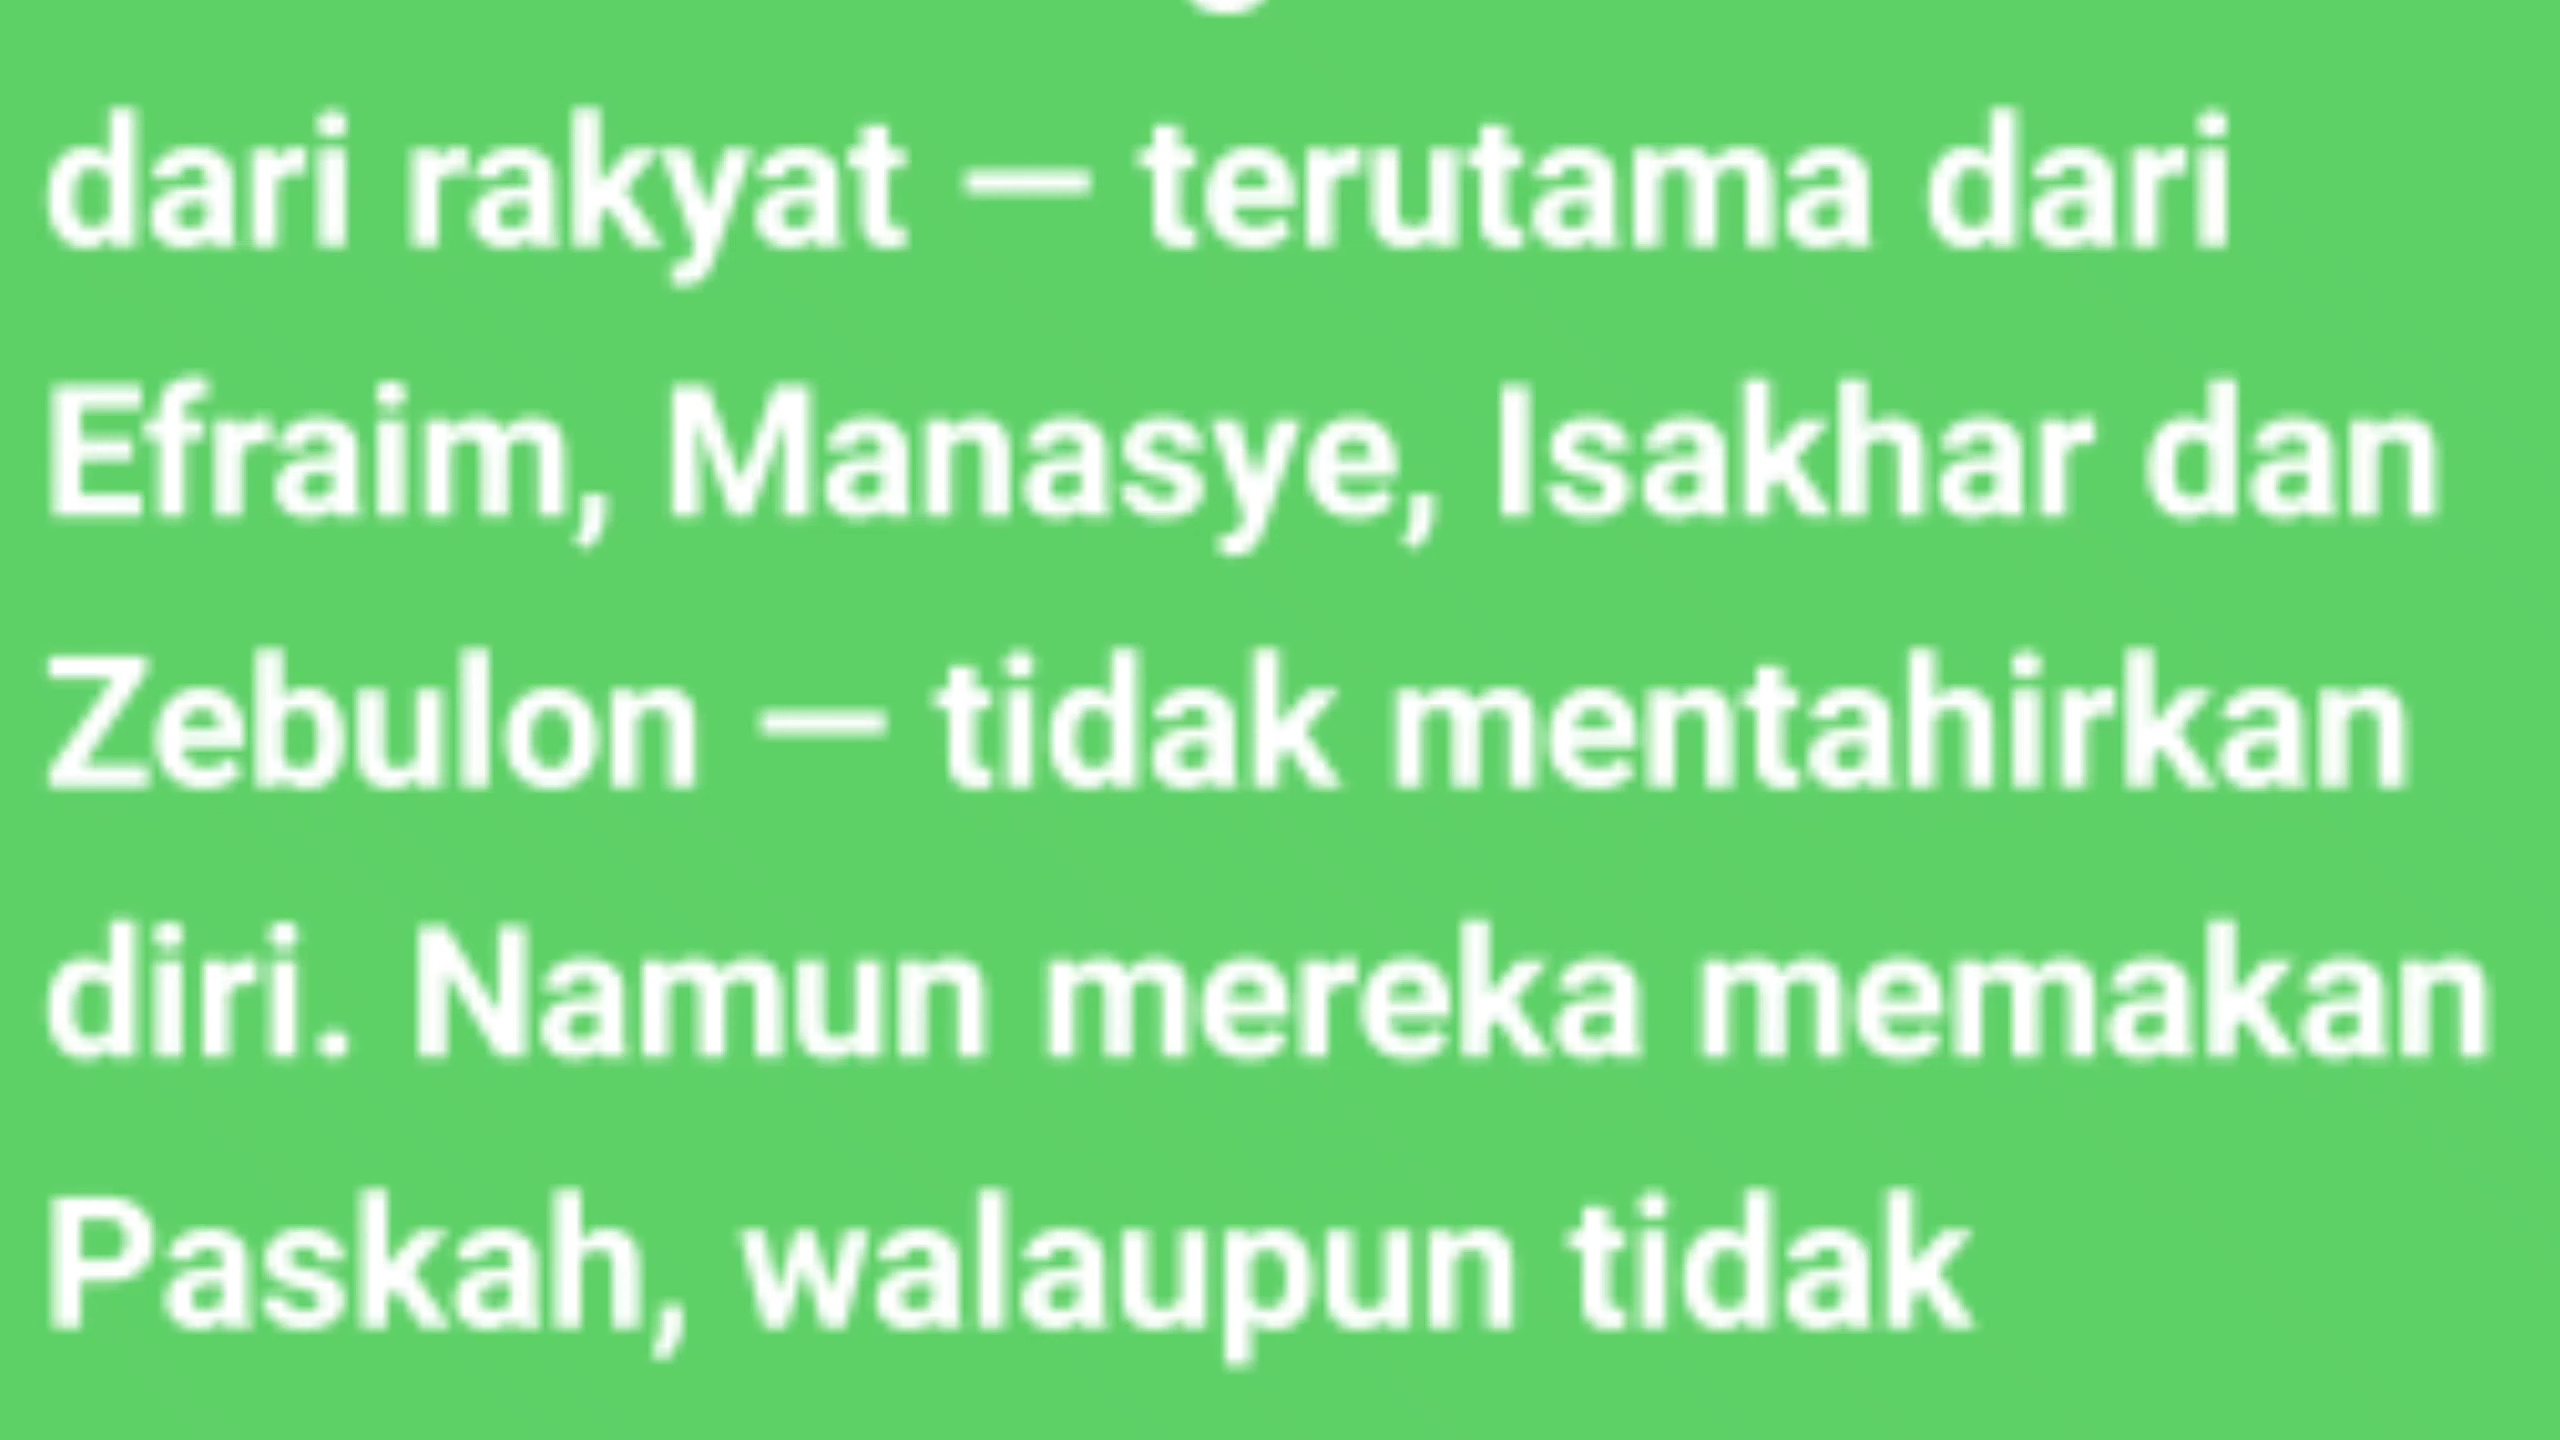 dari rakyat — terutama dari
Efraim, Manasye, Isakhar dan
Zebulon — tidak mentahirkan
diri. Namun mereka memakan
Paskah, walaupun tidak